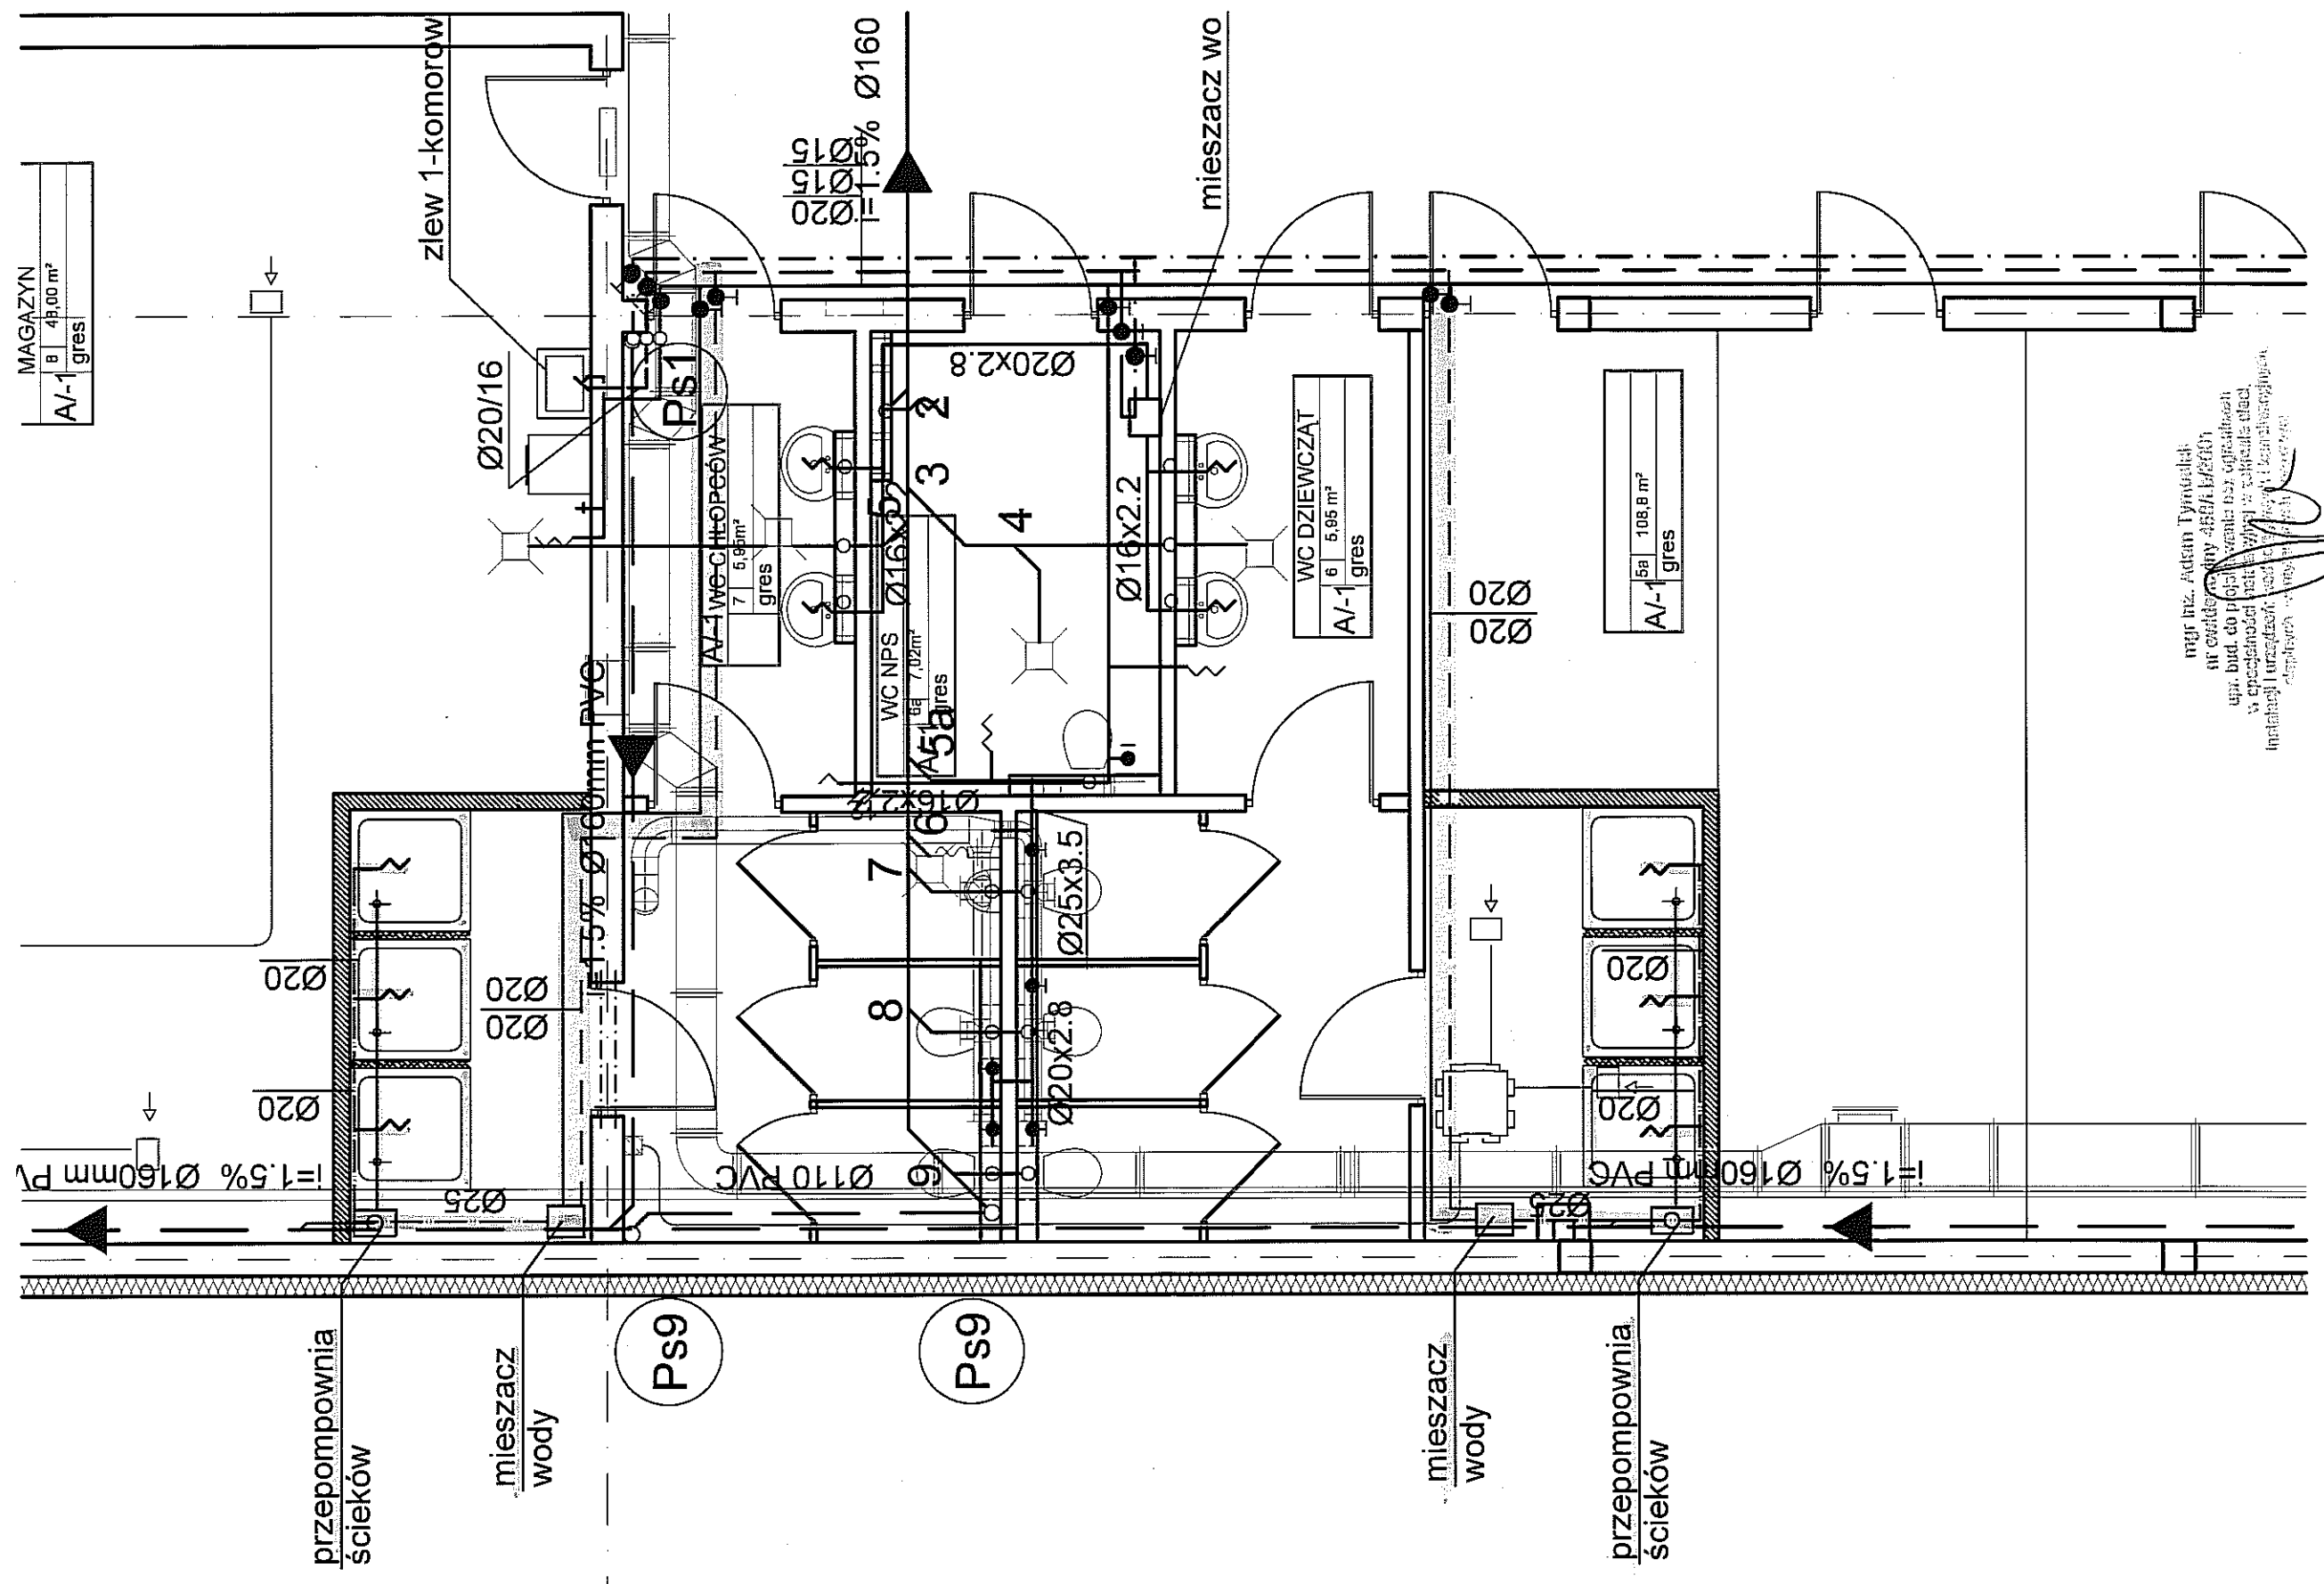 MAGAZYN
8 48,00 m²
A/-1 gres
zlew 1-komorow
Ø20/16
Ps1
Ø15
Ø15
Ø20
i=1.5% Ø160
mieszacz wo
WC CHŁOPCÓW
7 5,95m²
A/-1
gres
2
3
4
5
Ø20x2.8
Ø16x2.2
WC NPS
6a 7,02m²
A/-1
gres
5a
WC DZIEWCZĄT
6 5,95 m²
A/-1 gres
5a 108,8 m²
A/-1 gres
Ø20
Ø20
Ø16x2.2
6
7
8
9
Ø25x3.5
Ø20x2.8
i=1.5% Ø160mm PVC
Ø20
Ø20
Ø20
Ø20
Ø20
Ø20
Ø25
Ø25
Ø110 PVC
i=1.5% Ø160mm PV
i=1.5% Ø160mm PVC
przepompownia
ścieków
mieszacz
wody
Ps9
Ps9
mieszacz
wody
przepompownia
ścieków
mgr inż. Adam
upr. bud. do